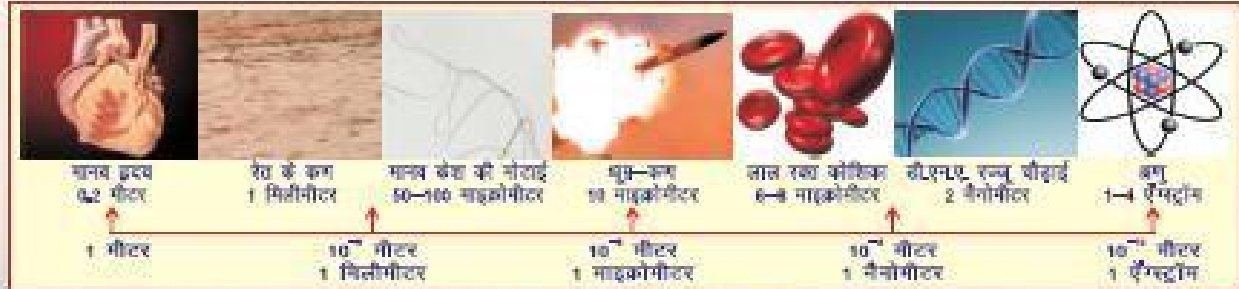 मानव हृदय
0.2 मीटर
रेत के कण
1 मिलीमीटर
मानव केश की मोटाई
50–100 माइक्रोमीटर
धूम्र-कण
10 माइक्रोमीटर
लाल रक्त कोशिका
6–8 माइक्रोमीटर
डी.एन.ए. रज्जू चौड़ाई
2 नैनोमीटर
अणु
1–4 ऐंग्स्ट्रॉम
1 मीटर
मीटर
1 मिलीमीटर
मीटर
1 माइक्रोमीटर
मीटर
1 नैनोमीटर
मीटर
1 ऐंग्स्ट्रॉम